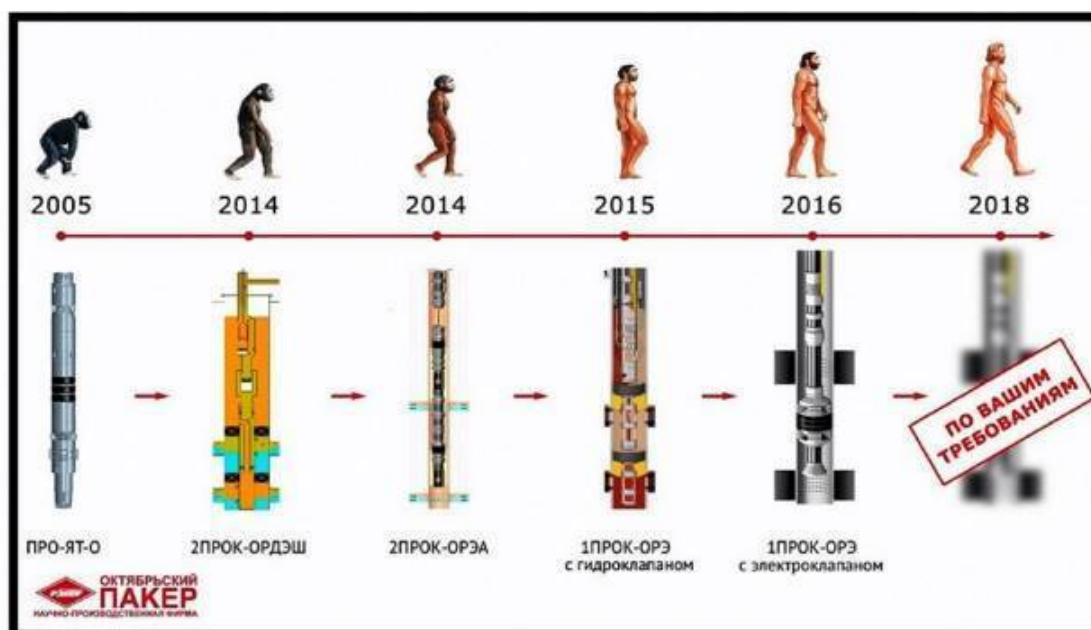 2005
2014
2014
2015
2016
2018
ПО ВАШИМ
ТРЕБОВАНИЯМ
ПРО-ЯТ-О
2ПРОК-ОРДЭШ
2ПРОК-ОРЭА
1ПРОК-ОРЭ
с гидроклапаном
1ПРОК-ОРЭ
с электроклапаном
ОКТЯБРЬСКИЙ
ПАКЕР
НАУЧНО-ПРОИЗВОДСТВЕННАЯ ФИРМА